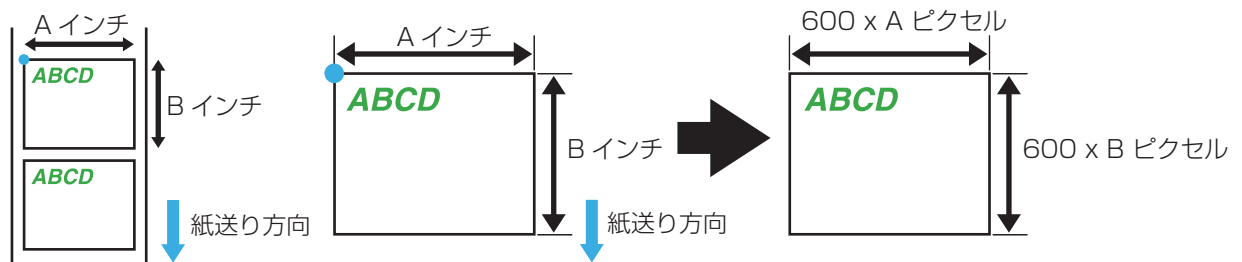 A インチ
ABCD
B インチ
ABCD
紙送り方向
A インチ
ABCD
B インチ
紙送り方向
600 x A ピクセル
ABCD
600 x B ピクセル